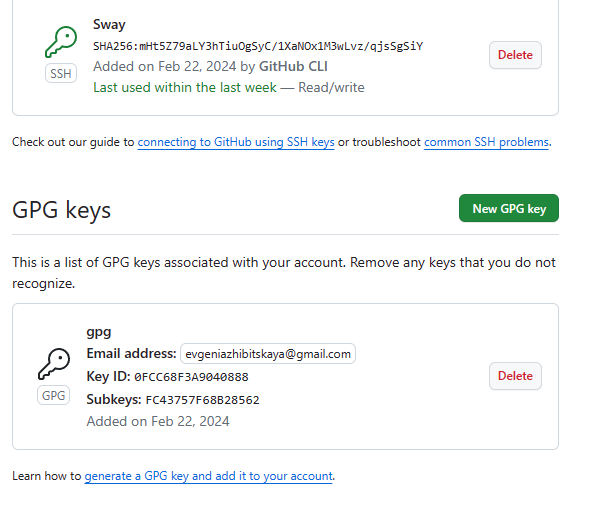 Sway
SHA256:mHt5Z79aLY3hTiuOgSyC/1XaNOx1M3wLvz/qjsSgSiY
Added on Feb 22, 2024 by GitHub CLI
SSH
Delete
Last used within the last week — Read/write
Check out our guide to connecting to GitHub using SSH keys or troubleshoot common SSH problems.
GPG keys
New GPG key
This is a list of GPG keys associated with your account. Remove any keys that you do not
recognize.
gpg
Email address: evgeniazhibitskaya@gmail.com
Key ID: 0FCC68F3A9040888
GPG
Delete
Subkeys: FC43757F68B28562
Added on Feb 22, 2024
Learn how to generate a GPG key and add it to your account.